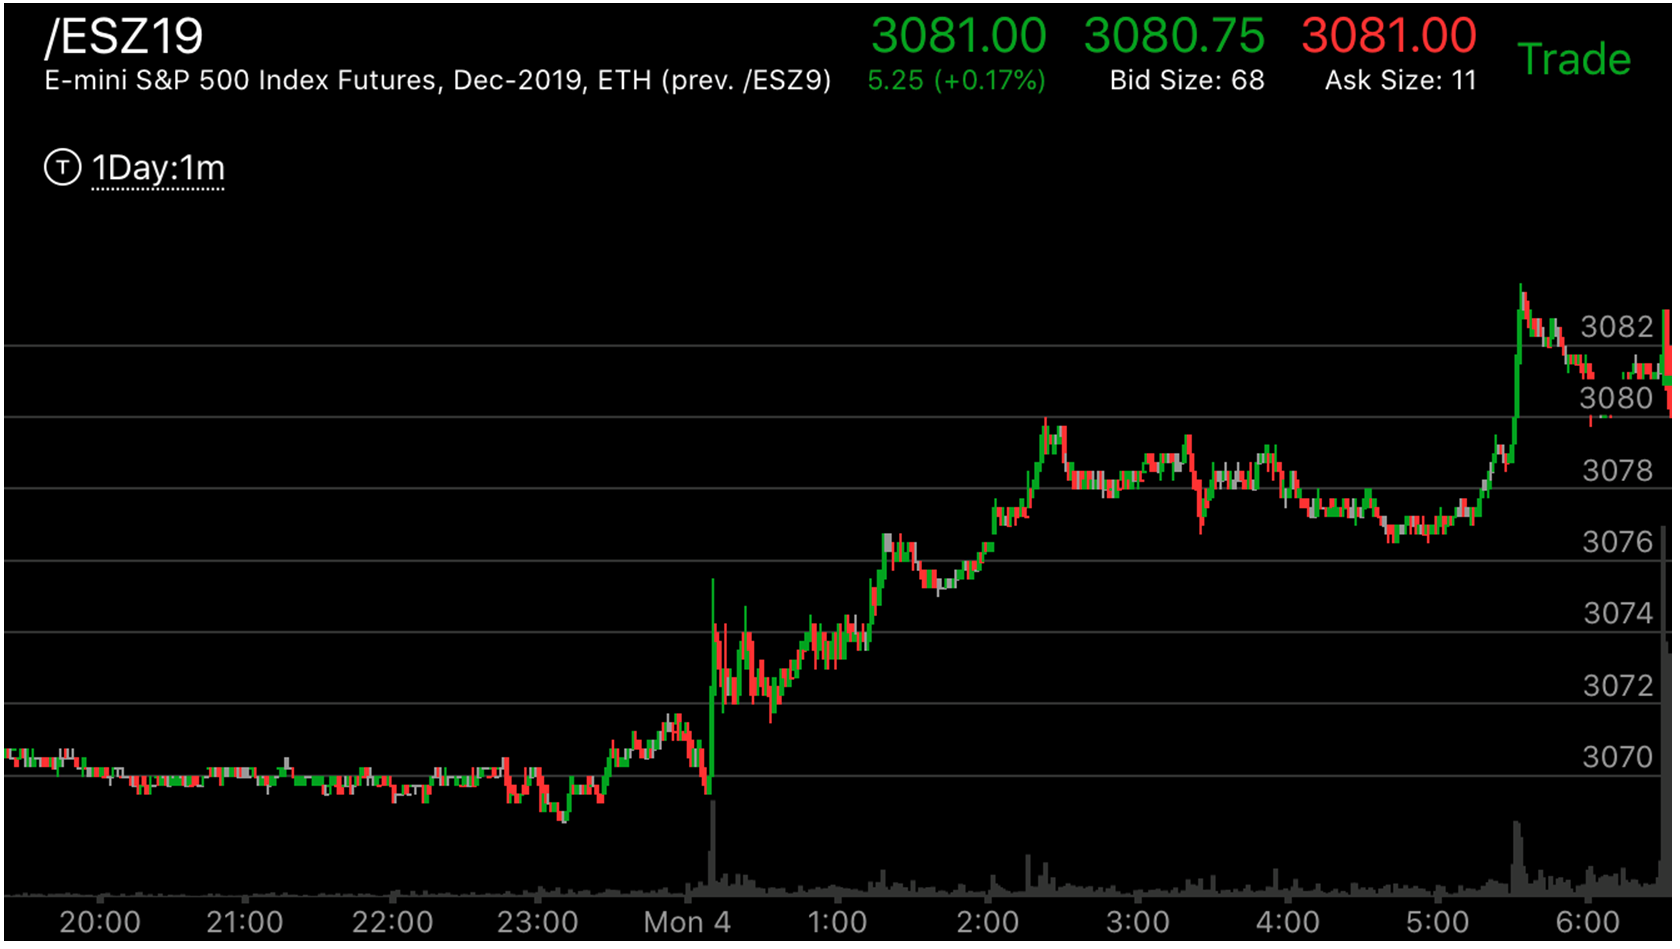 /ESZ19 3081.00 3080.75 3081.00 Trade
E-mini S&P 500 Index Futures, Dec-2019, ETH (prev. /ESZ9) 5.25 (+0.17%) Bid Size: 68 Ask Size: 11
T 1Day:1m
3082
3080
3078
3076
3074
3072
3070
20:00 21:00 22:00 23:00 Mon 4 1:00 2:00 3:00 4:00 5:00 6:00